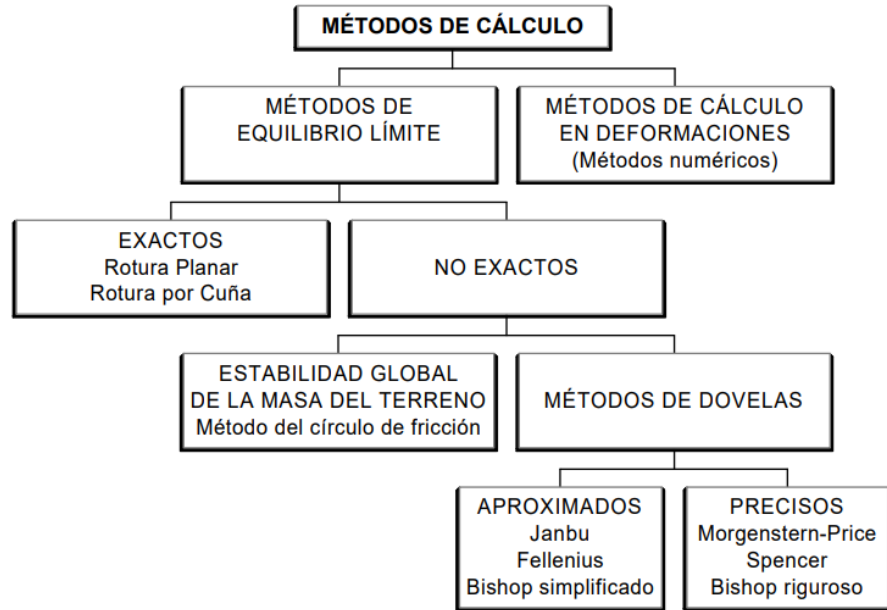 MÉTODOS DE CÁLCULO
MÉTODOS DE
EQUILIBRIO LÍMITE
MÉTODOS DE CÁLCULO
EN DEFORMACIONES
(Métodos numéricos)
EXACTOS
Rotura Planar
Rotura por Cuña
NO EXACTOS
ESTABILIDAD GLOBAL
DE LA MASA DEL TERRENO
Método del círculo de fricción
MÉTODOS DE DOVELAS
APROXIMADOS
Janbu
Fellenius
Bishop simplificado
PRECISOS
Morgenstern-Price
Spencer
Bishop riguroso